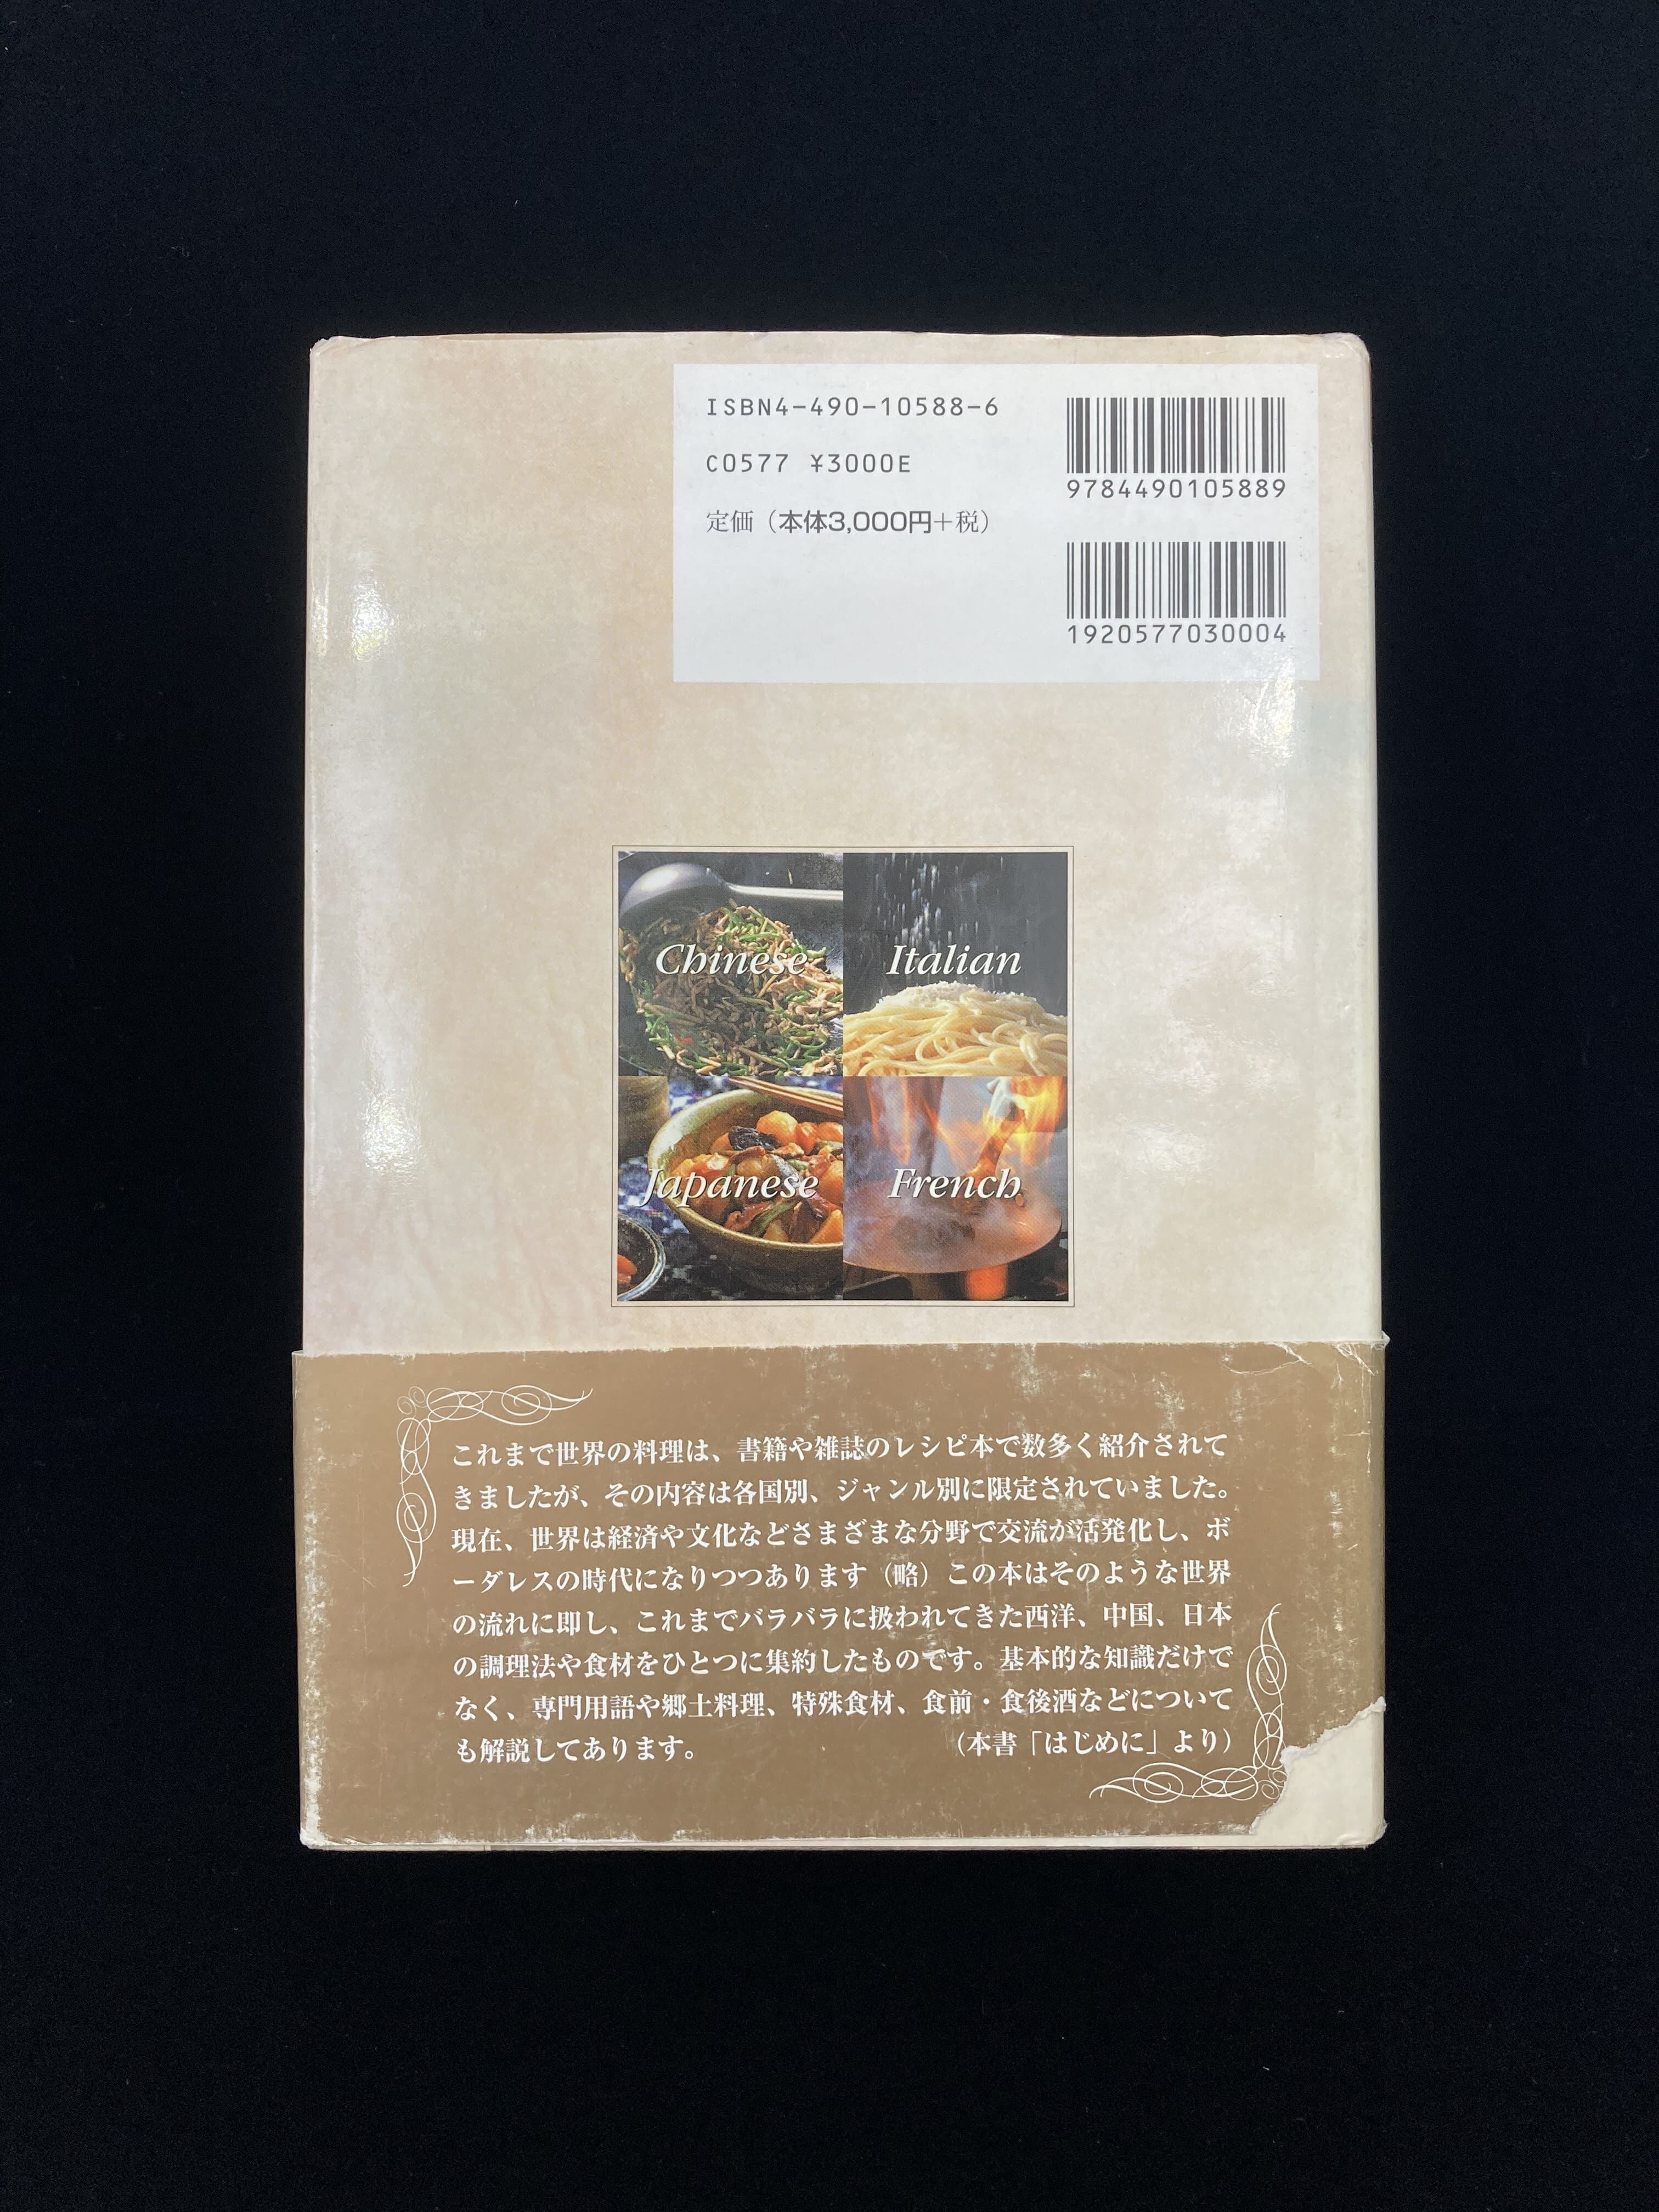 ISBN4-490-10588-6
C0577 ¥3000E
定価（本体3,000円＋税）
9784490105889
1920577030004
Chinese
Italian
Japanese
French
これまで世界の料理は、書籍や雑誌のレシピ本で数多く紹介されて
きましたが、その内容は各国別、ジャンル別に限定されていました。
現在、世界は経済や文化などさまざまな分野で交流が活発化し、ボ
ーダレスの時代になりつつあります（略）この本はそのような世界
の流れに即し、これまでバラバラに扱われてきた西洋、中国、日本
の調理法や食材をひとつに集約したものです。基本的な知識だけで
なく、専門用語や郷土料理、特殊食材、食前・食後酒などについて
も解説してあります。　（本書「はじめに」より）